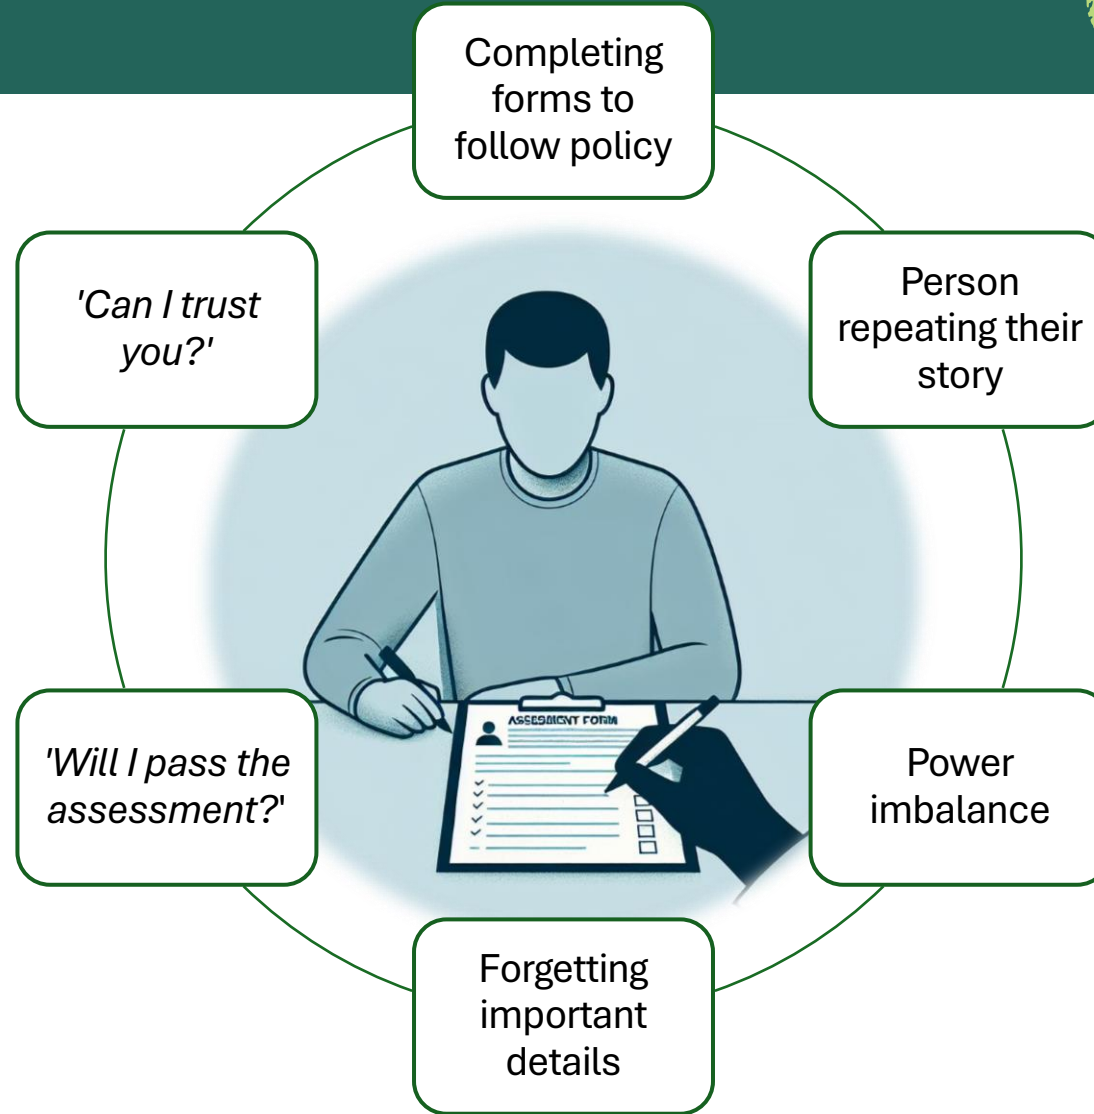 Completing
forms to
follow policy
'Can I trust
you?'
Person
repeating their
story
'Will I pass the
assessment?'
Power
imbalance
Forgetting
important
details